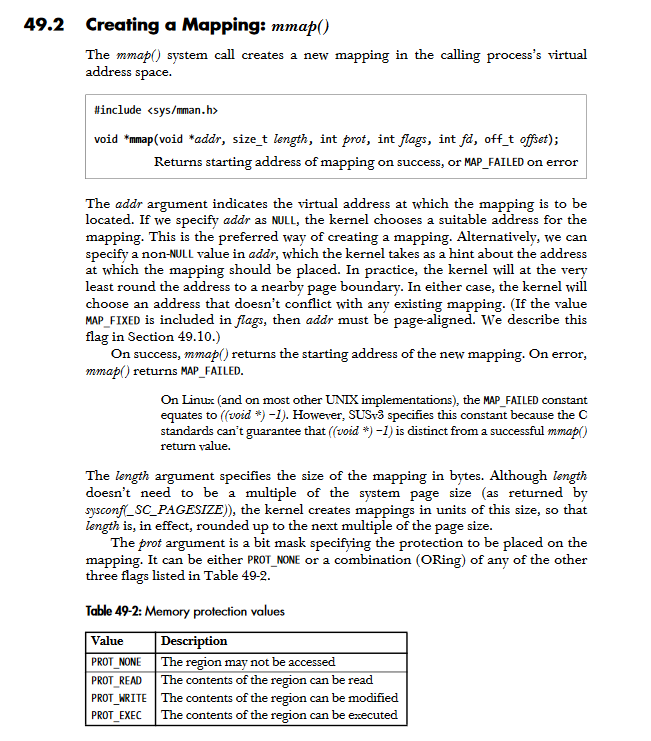 49.2 Creating a Mapping: mmap()
The mmap() system call creates a new mapping in the calling process's virtual
address space.
#include <sys/mman.h>
void *mmap(void *addr, size_t length, int prot, int flags, int fd, off_t offset);
Returns starting address of mapping on success, or MAP_FAILED on error
The addr argument indicates the virtual address at which the mapping is to be
located. If we specify addr as NULL, the kernel chooses a suitable address for the
mapping. This is the preferred way of creating a mapping. Alternatively, we can
specify a non-NULL value in addr, which the kernel takes as a hint about the address
at which the mapping should be placed. In practice, the kernel will at the very
least round the address to a nearby page boundary. In either case, the kernel will
choose an address that doesn't conflict with any existing mapping. (If the value
MAP_FIXED is included in flags, then addr must be page-aligned. We describe this
flag in Section 49.10.)
On success, mmap() returns the starting address of the new mapping. On error,
mmap() returns MAP_FAILED.
On Linux (and on most other UNIX implementations), the MAP_FAILED constant
equates to ((void *) –1). However, SUSv3 specifies this constant because the C
standards can't guarantee that ((void *) –1) is distinct from a successful mmap()
return value.
The length argument specifies the size of the mapping in bytes. Although length
doesn't need to be a multiple of the system page size (as returned by
sysconf(_SC_PAGESIZE)), the kernel creates mappings in units of this size, so that
length is, in effect, rounded up to the next multiple of the page size.
The prot argument is a bit mask specifying the protection to be placed on the
mapping. It can be either PROT_NONE or a combination (ORing) of any of the other
three flags listed in Table 49-2.
Table 49-2: Memory protection values
Value Description
PROT_NONE The region may not be accessed
PROT_READ The contents of the region can be read
PROT_WRITE The contents of the region can be modified
PROT_EXEC The contents of the region can be executed